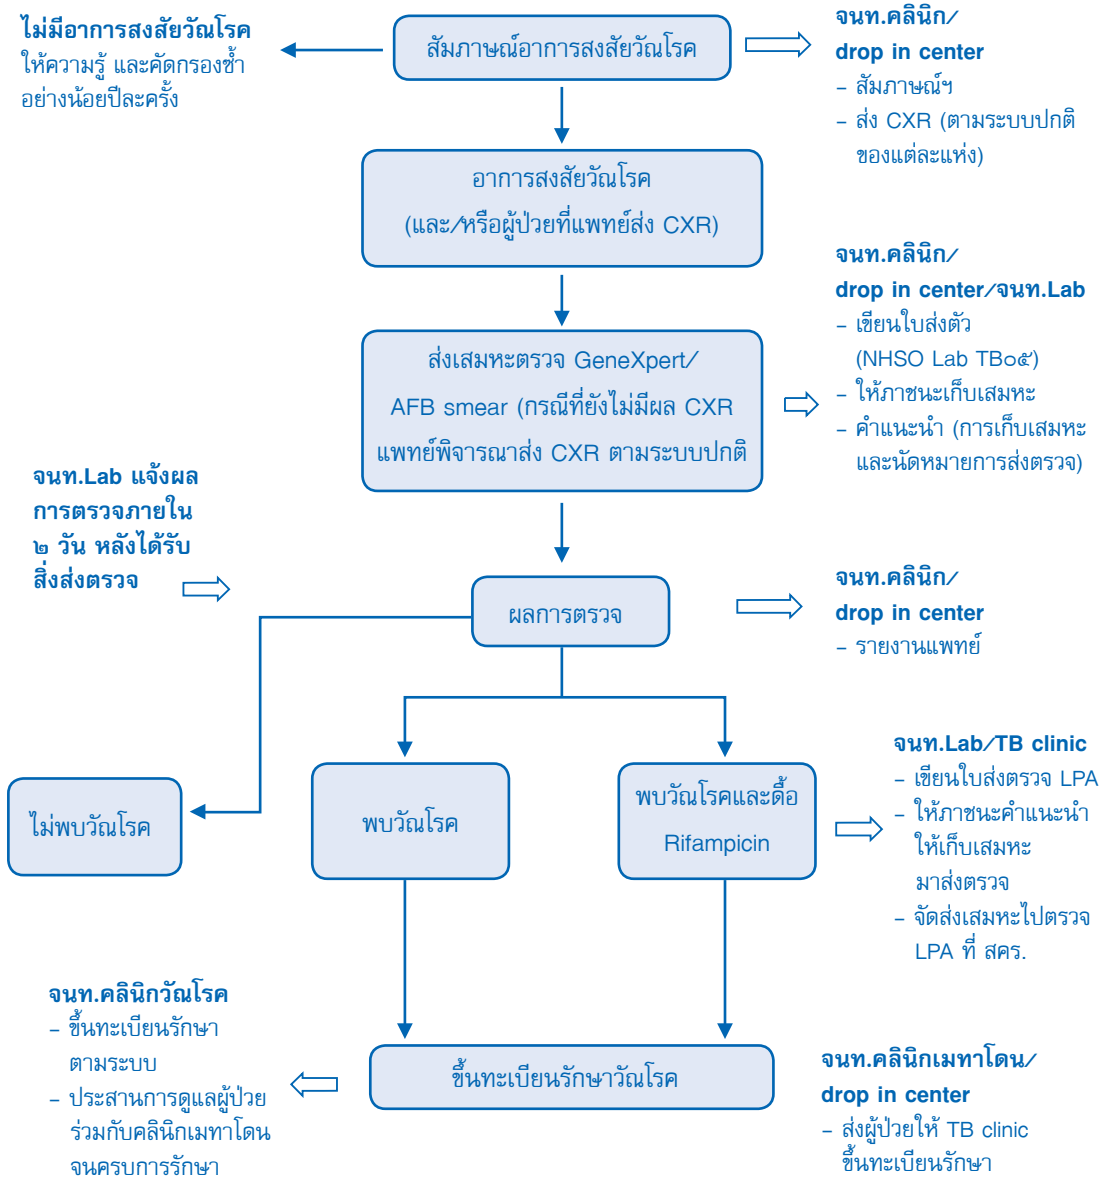 ไม่มีอาการสงสัยวัณโรค
ให้ความรู้ และคัดกรองซ้ำ
อย่างน้อยปีละครั้ง
สัมภาษณ์อาการสงสัยวัณโรค
จนท.คลินิก/
drop in center
- สัมภาษณ์ฯ
- ส่ง CXR (ตามระบบปกติ
ของแต่ละแห่ง)
อาการสงสัยวัณโรค
(และ/หรือผู้ป่วยที่แพทย์ส่ง CXR)
จนท.คลินิก/
drop in center/จนท.Lab
- เขียนใบส่งตัว
(NHSO Lab TB๐๕)
- ให้ภาชนะเก็บเสมหะ
- คำแนะนำ (การเก็บเสมหะ
และนัดหมายการส่งตรวจ)
ส่งเสมหะตรวจ GeneXpert/
AFB smear (กรณีที่ยังไม่มีผล CXR
แพทย์พิจารณาส่ง CXR ตามระบบปกติ
จนท.Lab แจ้งผล
การตรวจภายใน
๒ วัน หลังได้รับ
สิ่งส่งตรวจ
ผลการตรวจ
จนท.คลินิก/
drop in center
- รายงานแพทย์
ไม่พบวัณโรค
พบวัณโรค
พบวัณโรคและดื้อ
Rifampicin
จนท.Lab/TB clinic
- เขียนใบส่งตรวจ LPA
- ให้ภาชนะคำแนะนำ
ให้เก็บเสมหะ
มาส่งตรวจ
- จัดส่งเสมหะไปตรวจ
LPA ที่ สคร.
จนท.คลินิกวัณโรค
- ขึ้นทะเบียนรักษา
ตามระบบ
- ประสานการดูแลผู้ป่วย
ร่วมกับคลินิกเมทาโดน
จนครบการรักษา
ขึ้นทะเบียนรักษาวัณโรค
จนท.คลินิกเมทาโดน/
drop in center
- ส่งผู้ป่วยให้ TB clinic
ขึ้นทะเบียนรักษา